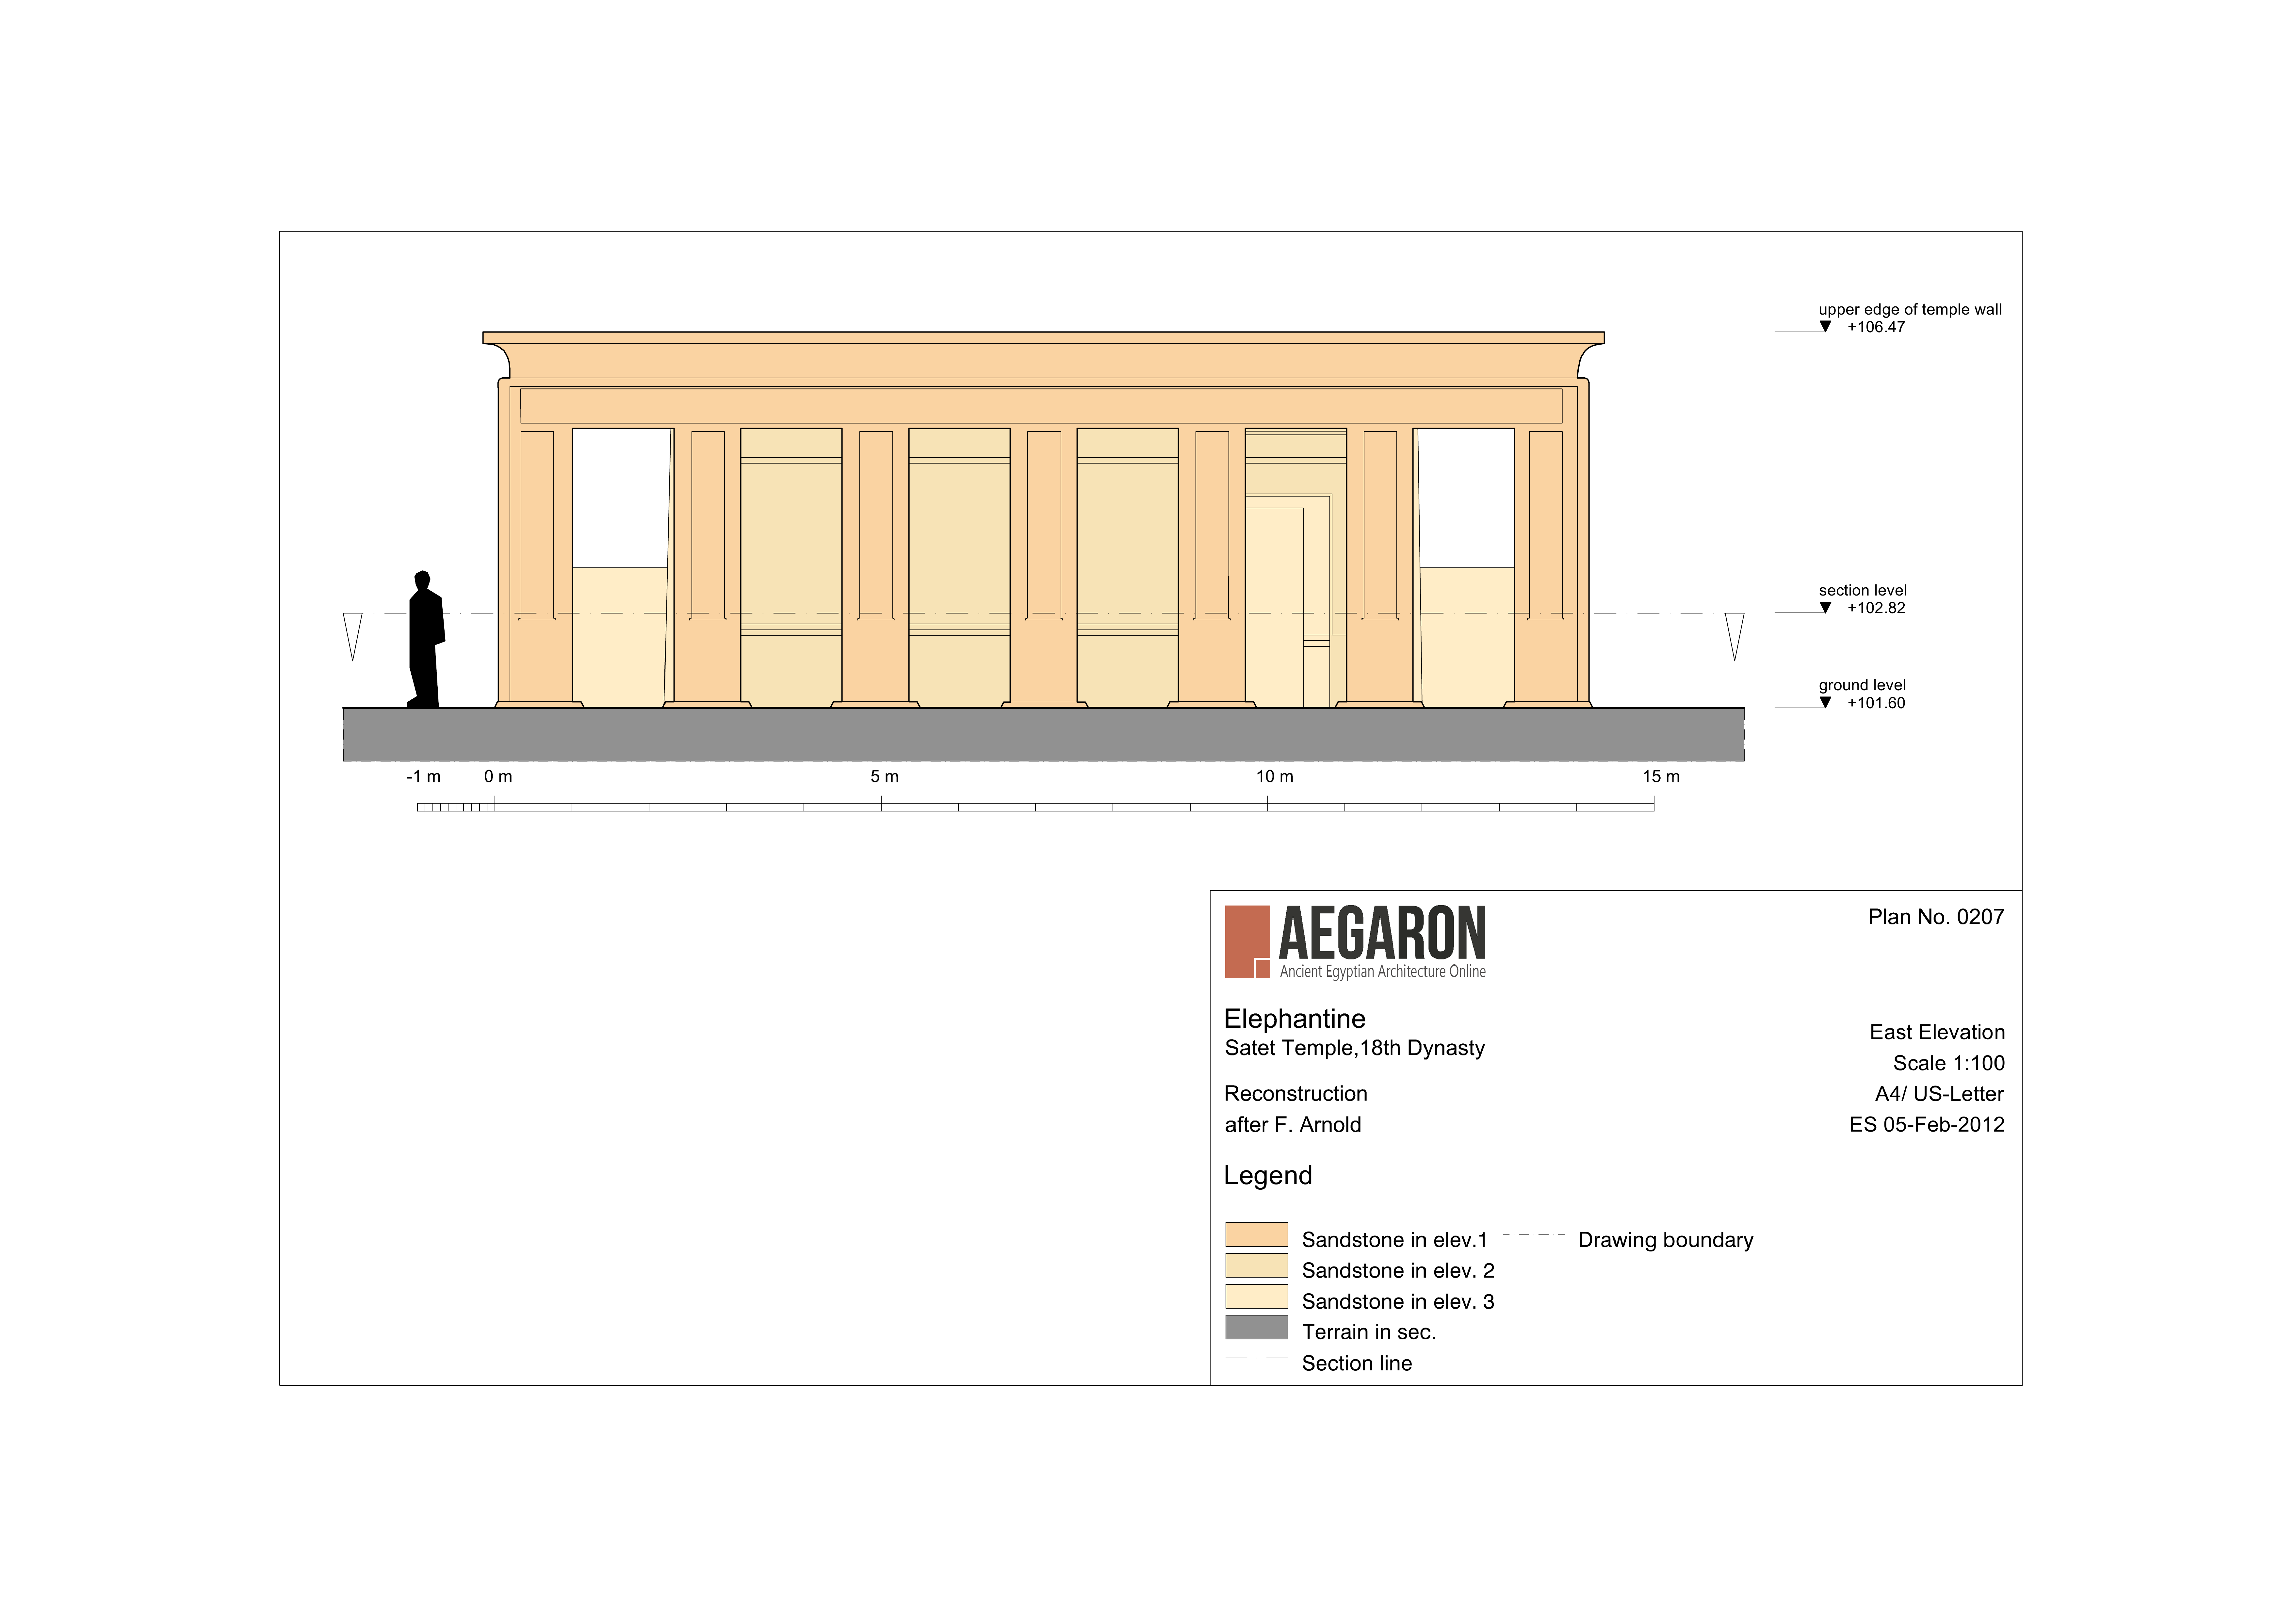 upper edge of temple wall
+106.47
section level
+102.82
ground level
+101.60
-1 m 0 m 5 m 10 m 15 m
AEGARON
Ancient Egyptian Architecture Online
Plan No. 0207
Elephantine
Satet Temple,18th Dynasty
Reconstruction
after F. Arnold
East Elevation
Scale 1:100
A4/ US-Letter
ES 05-Feb-2012
Legend
Sandstone in elev.1
Sandstone in elev. 2
Sandstone in elev. 3
Terrain in sec.
Section line
Drawing boundary